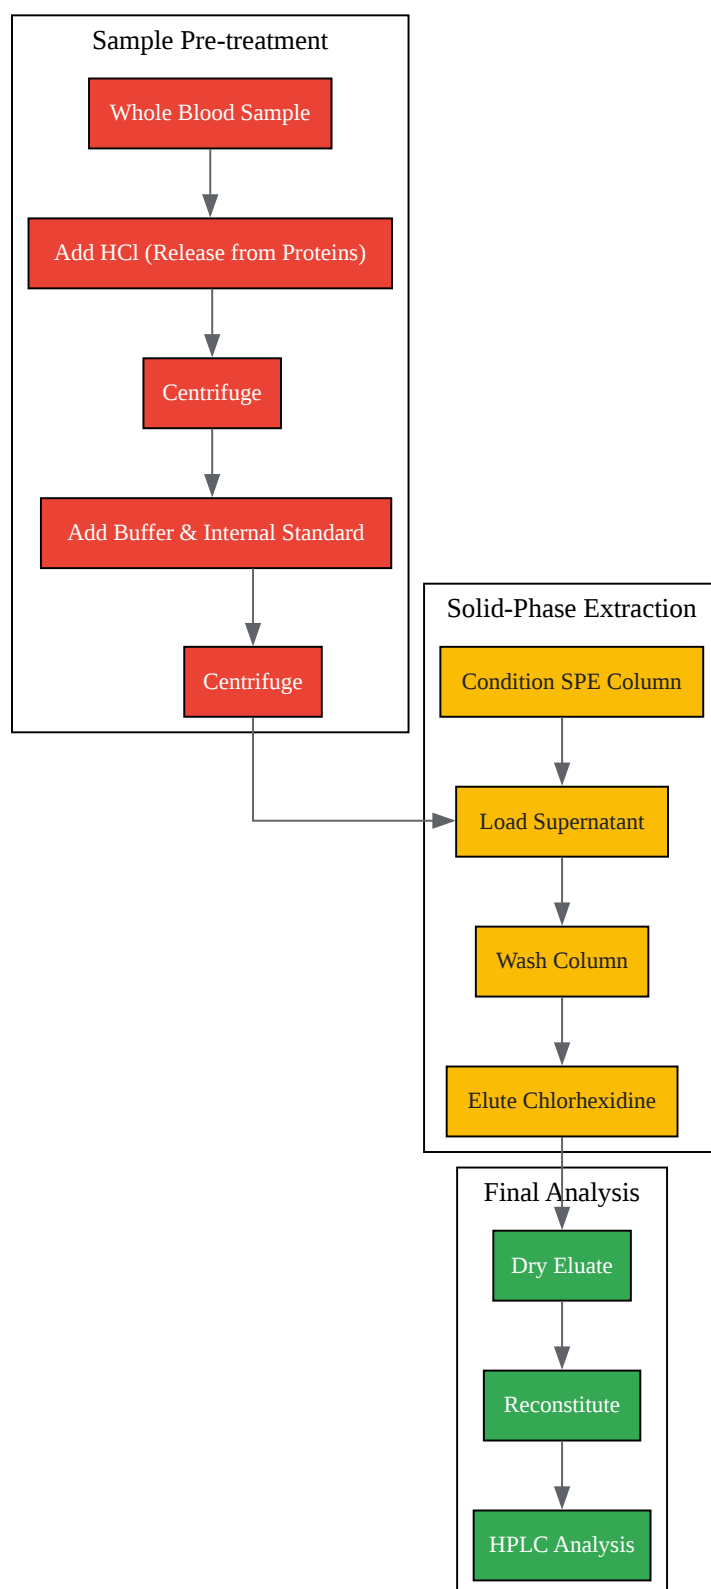 Sample Pre-treatment
Whole Blood Sample
Add HCl (Release from Proteins)
Centrifuge
Add Buffer & Internal Standard
Centrifuge
Solid-Phase Extraction
Condition SPE Column
Load Supernatant
Wash Column
Elute Chlorhexidine
Final Analysis
Dry Eluate
Reconstitute
HPLC Analysis